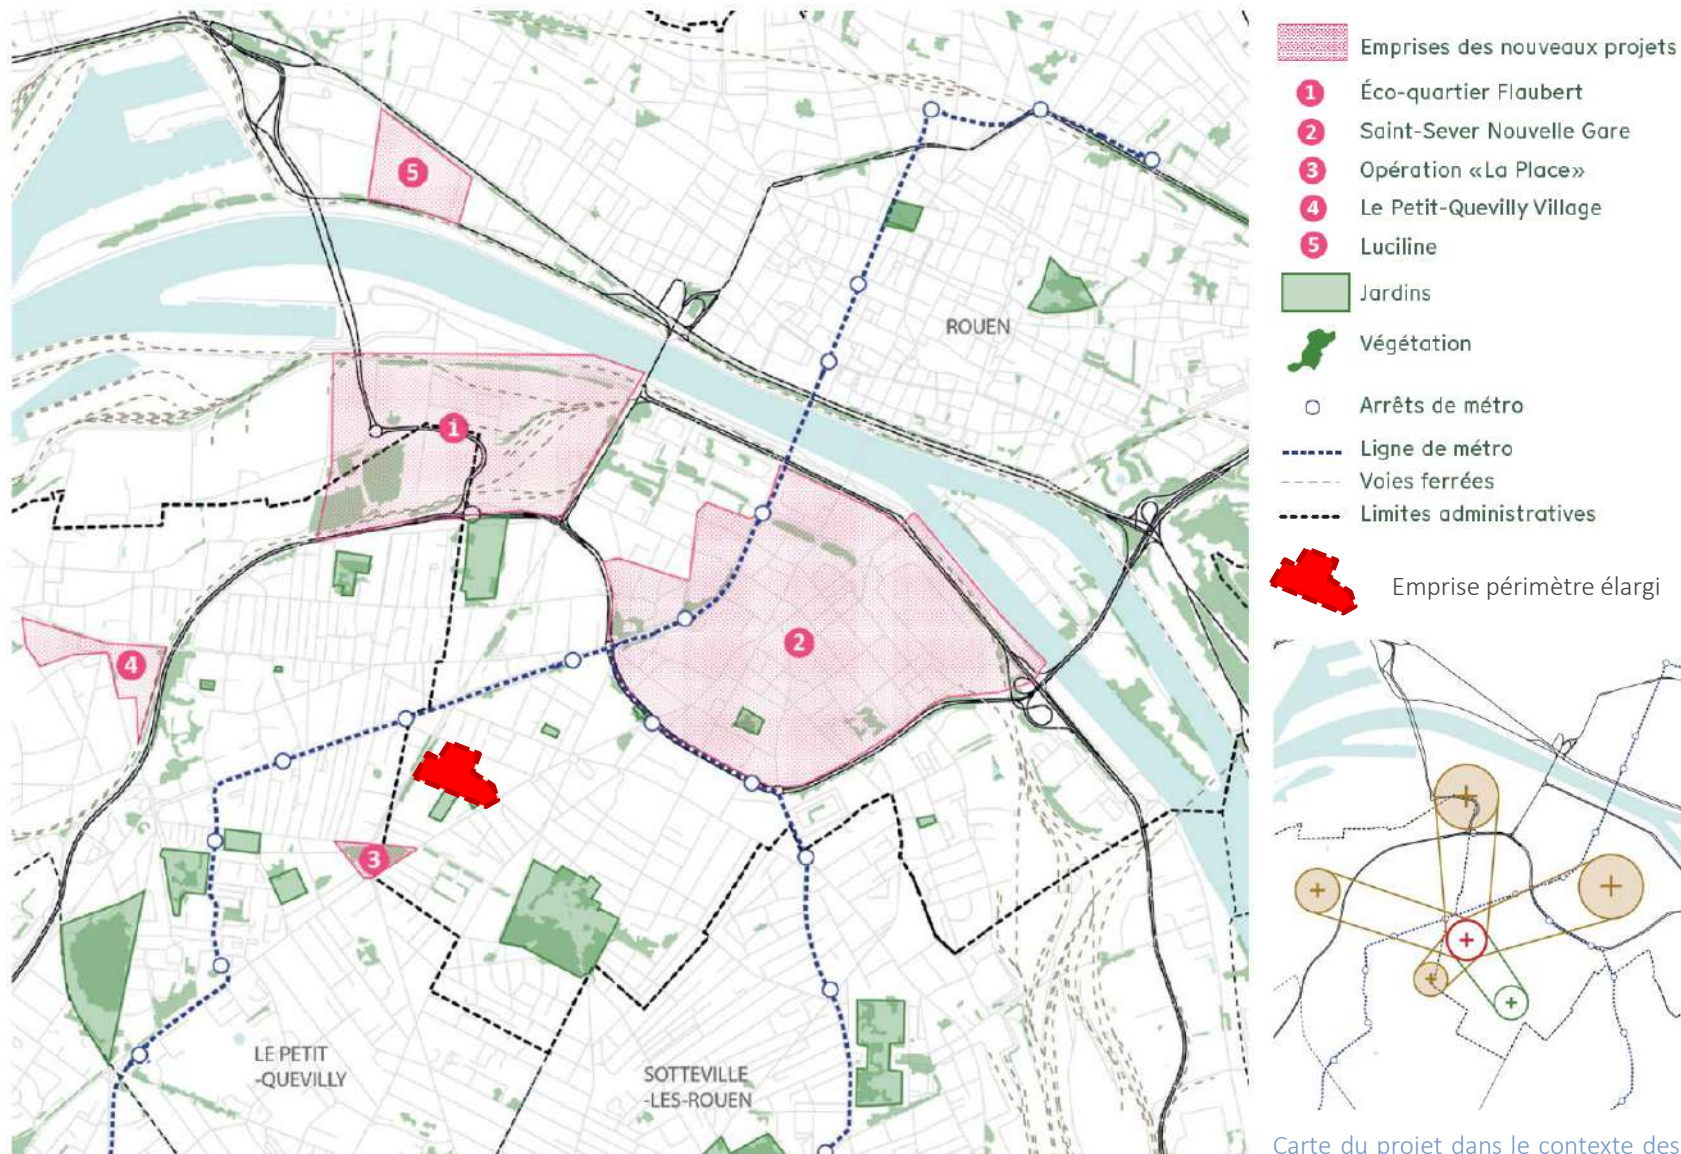 Emprises des nouveaux projets
1 Éco-quartier Flaubert
2 Saint-Sever Nouvelle Gare
3 Opération «La Place»
4 Le Petit-Quevilly Village
5 Luciline
Jardins
Végétation
Arrêts de métro
Ligne de métro
Voies ferrées
Limites administratives
Emprise périmètre élargi
5
ROUEN
1
2
4
3
LE PETIT
-QUEVILLY
SOTTEVILLE
-LES-ROUEN
Carte du projet dans le contexte des